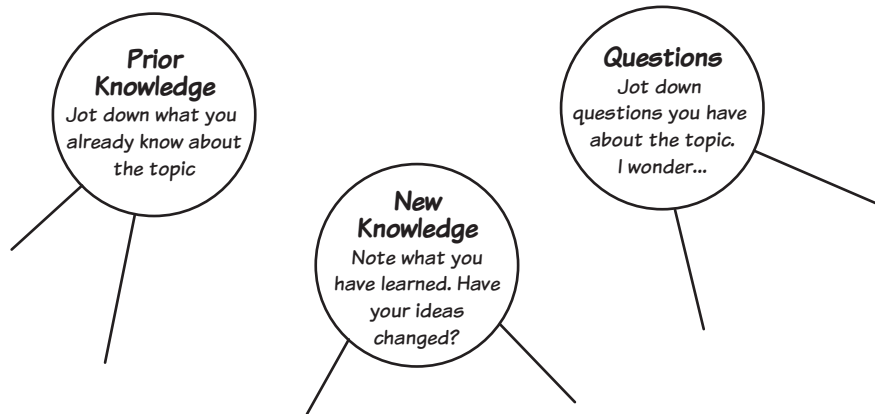 Prior
Knowledge
Jot down what you
already know about
the topic
Questions
Jot down
questions you have
about the topic.
I wonder...
New
Knowledge
Note what you
have learned. Have
your ideas
changed?